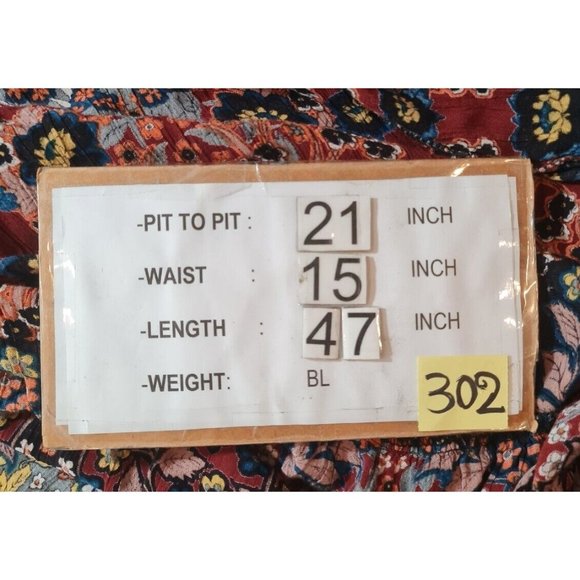 -PIT TO PIT : 21 INCH
-WAIST : 15 INCH
-LENGTH : 47 INCH
-WEIGHT: BL
302